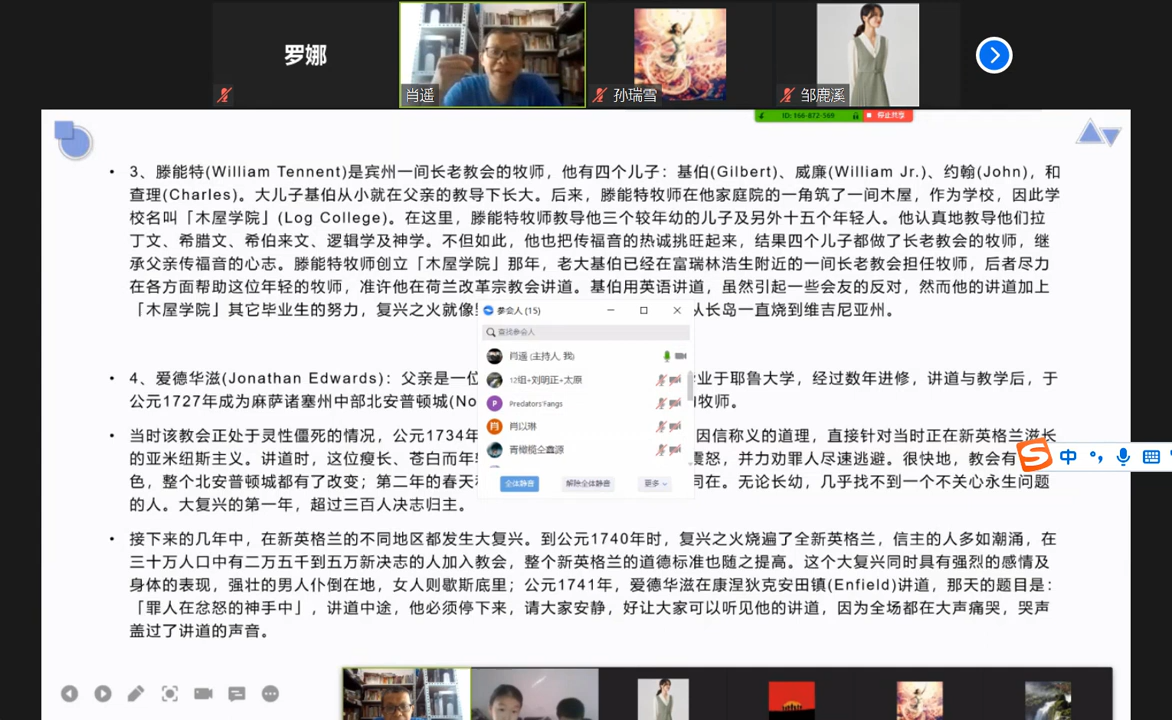 罗娜
肖遥
孙瑞雪
邹鹿溪
ID: 166-872-569
停止共享
• 3、滕能特(William Tennent)是宾州一间长老教会的牧师，他有四个儿子：基伯(Gilbert)、威廉(William Jr.)、约翰(John)，和
查理(Charles)。大儿子基伯从小就在父亲的教导下长大。后来，滕能特牧师在他家庭院的一角筑了一间木屋，作为学校，因此学
校名叫「木屋学院」(Log College)。在这里，滕能特牧师教导他三个较年幼的儿子及另外十五个年轻人。他认真地教导他们拉
丁文、希腊文、希伯来文、逻辑学及神学。不但如此，他也把传福音的热诚挑旺起来，结果四个儿子都做了长老教会的牧师，继
承父亲传福音的心志。滕能特牧师创立「木屋学院」那年，老大基伯已经在富瑞林浩生附近的一间长老教会担任牧师，后者尽力
在各方面帮助这位年轻的牧师，准许他在荷兰改革宗教会讲道。基伯用英语讲道，虽然引起一些会友的反对，然而他的讲道加上
「木屋学院」其它毕业生的努力，复兴之火就像 从长岛一直烧到维吉尼亚州。
• 4、爱德华滋(Jonathan Edwards)：父亲是一位 业于耶鲁大学，经过数年进修，讲道与教学后，于
公元1727年成为麻萨诸塞州中部北安普顿城(No 的牧师。
• 当时该教会正处于灵性僵死的情况，公元1734年 因信称义的道理，直接针对当时正在新英格兰滋长
的亚米纽斯主义。讲道时，这位瘦长、苍白而年 震怒，并力劝罪人尽速逃避。很快地，教会有
色，整个北安普顿城都有了改变；第二年的春天 同在。无论长幼，几乎找不到一个不关心永生问题
的人。大复兴的第一年，超过三百人决志归主。
• 接下来的几年中，在新英格兰的不同地区都发生大复兴。到公元1740年时，复兴之火烧遍了全新英格兰，信主的人多如潮涌，在
三十万人口中有二万五千到五万新决志的人加入教会，整个新英格兰的道德标准也随之提高。这个大复兴同时具有强烈的感情及
身体的表现，强壮的男人仆倒在地，女人则歇斯底里；公元1741年，爱德华滋在康涅狄克安田镇(Enfield)讲道，那天的题目是：
「罪人在忿怒的神手中」，讲道中途，他必须停下来，请大家安静，好让大家可以听见他的讲道，因为全场都在大声痛哭，哭声
盖过了讲道的声音。
参会人 (15)
查找参会人
肖遥 (主持人, 我)
12组+刘明正+太原
P Predators'Fangs
肖 肖以琳
青橄榄仝鑫源
全体静音
解除全体静音
更多
S 中